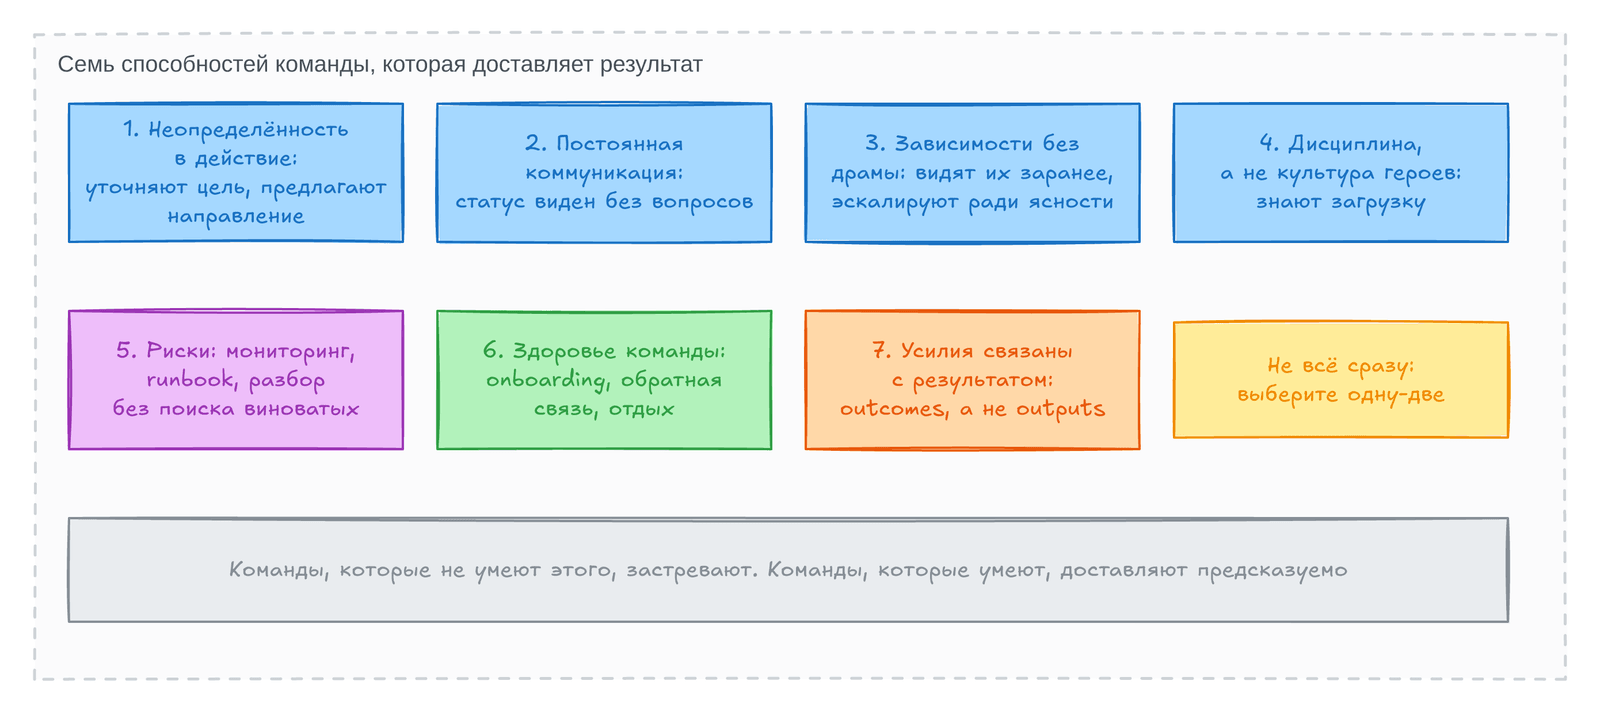 Семь способностей команды, которая доставляет результат
1. Неопределённость
в действие:
уточняют цель, предлагают
направление
2. Постоянная
коммуникация:
статус виден без вопросов
3. Зависимости без
драмы: видят их заранее,
эскалируют ради ясности
4. Дисциплина,
а не культура героев:
знают загрузку
5. Риски: мониторинг,
runbook, разбор
без поиска виноватых
6. Здоровье команды:
onboarding, обратная
связь, отдых
7. Усилия связаны
с результатом:
outcomes, а не outputs
Не всё сразу:
выберите одну-две
Команды, которые не умеют этого, застревают. Команды, которые умеют, доставляют предсказуемо